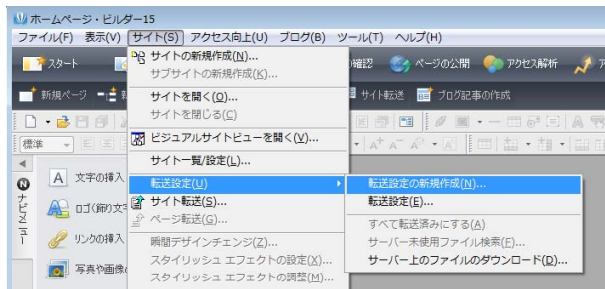 ホームページ・ビルダー15
ファイル(F) 表示(V) サイト(S) アクセス向上(U) ブログ(B) ツール(T) ヘルプ(H)
スタート ページの公開 アクセス解析
新規ページ サイト転送 ブログ記事の作成
標準
サイトの新規作成(N)...
サブサイトの新規作成(K)...
サイトを開く(O)...
サイトを閉じる(C)
ビジュアルサイトビューを開く(V)...
サイト一覧/設定(L)...
転送設定(U)
サイト転送(S)...
ページ転送(G)...
瞬間デザインチェンジ(Z)...
スタイリッシュ エフェクトの設定(X)...
スタイリッシュ エフェクトの調整(M)...
転送設定の新規作成(N)...
転送設定(E)...
すべて転送済みにする(A)
サーバー未使用ファイル検索(F)...
サーバー上のファイルのダウンロード(D)...
ナビメニュー
文字の挿入
ロゴ(飾り文字
リンクの挿入
写真や画像